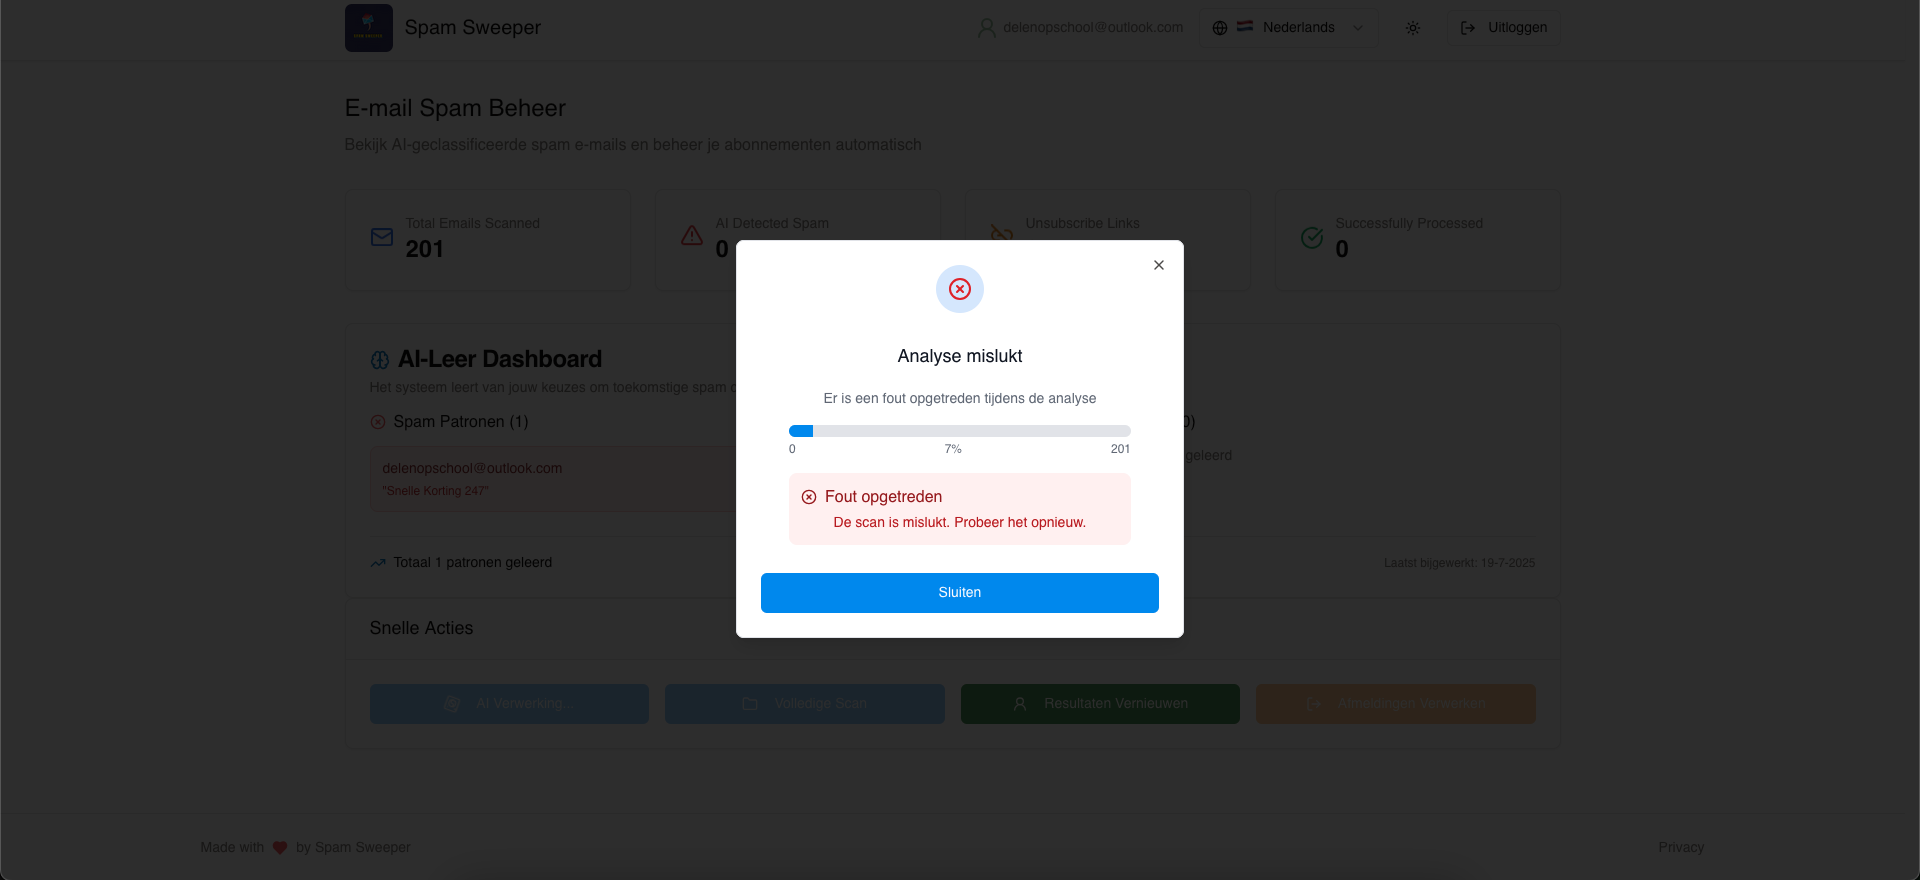 Spam Sweeper
delenopschool@outlook.com
Nederlands
Uitloggen
E-mail Spam Beheer
Bekijk AI-geclassificeerde spam e-mails en beheer je abonnementen automatisch
Total Emails Scanned
201
AI Detected Spam
0
Unsubscribe Links
Successfully Processed
0
Analyse mislukt
Er is een fout opgetreden tijdens de analyse
0 7% 201
Fout opgetreden
De scan is mislukt. Probeer het opnieuw.
Sluiten
AI-Leer Dashboard
Het systeem leert van jouw keuzes om toekomstige spam
Spam Patronen (1)
0)
delenopschool@outlook.com
"Snelle Korting 247"
geleerd
Totaal 1 patronen geleerd
Laatst bijgewerkt: 19-7-2025
Snelle Acties
AI Verwerking...
Volledige Scan
Resultaten Vernieuwen
Afmeldingen Verwerken
Made with by Spam Sweeper
Privacy